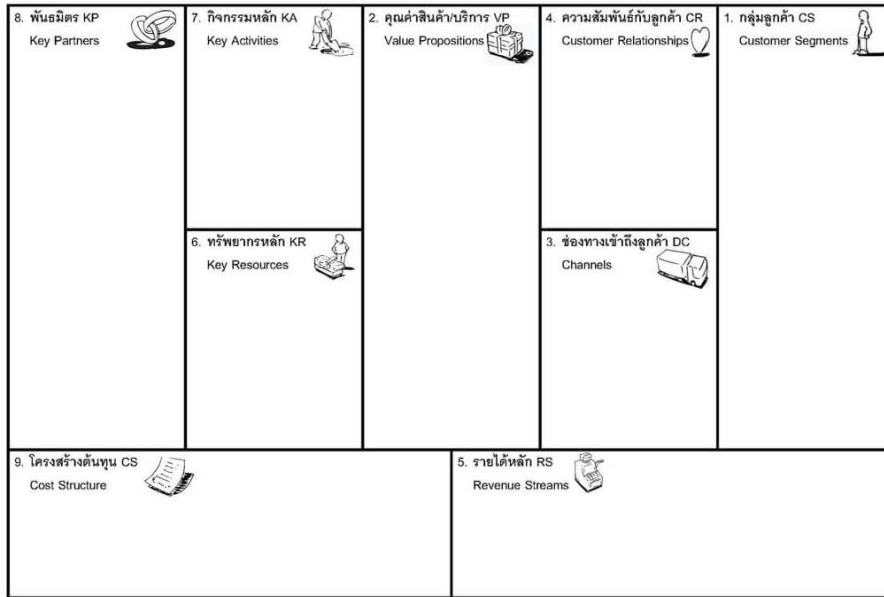 8. พันธมิตร KP
Key Partners
7. กิจกรรมหลัก KA
Key Activities
2. คุณค่าสินค้า/บริการ VP
Value Propositions
4. ความสัมพันธ์กับลูกค้า CR
Customer Relationships
1. กลุ่มลูกค้า CS
Customer Segments
6. ทรัพยากรหลัก KR
Key Resources
3. ช่องทางเข้าถึงลูกค้า DC
Channels
9. โครงสร้างต้นทุน CS
Cost Structure
5. รายได้หลัก RS
Revenue Streams